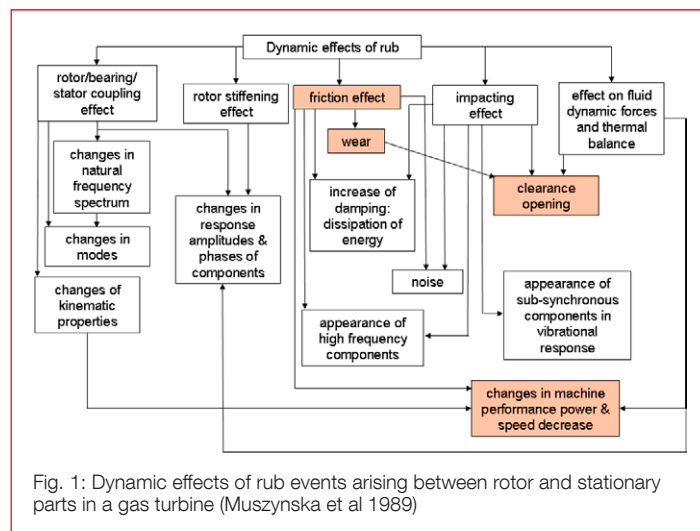 Dynamic effects of rub
rotor/bearing/
stator coupling
effect
rotor stiffening
effect
friction effect
impacting
effect
effect on fluid
dynamic forces
and thermal
balance
wear
changes in
natural frequency
spectrum
increase of
damping:
dissipation of
energy
clearance
opening
changes in
response
amplitudes &
phases of
components
changes in
modes
noise
changes of
kinematic
properties
appearance of
high frequency
components
appearance of
sub-synchronous
components in
vibrational
response
changes in machine
performance power &
speed decrease
Fig. 1: Dynamic effects of rub events arising between rotor and stationary
parts in a gas turbine (Muszynska et al 1989)